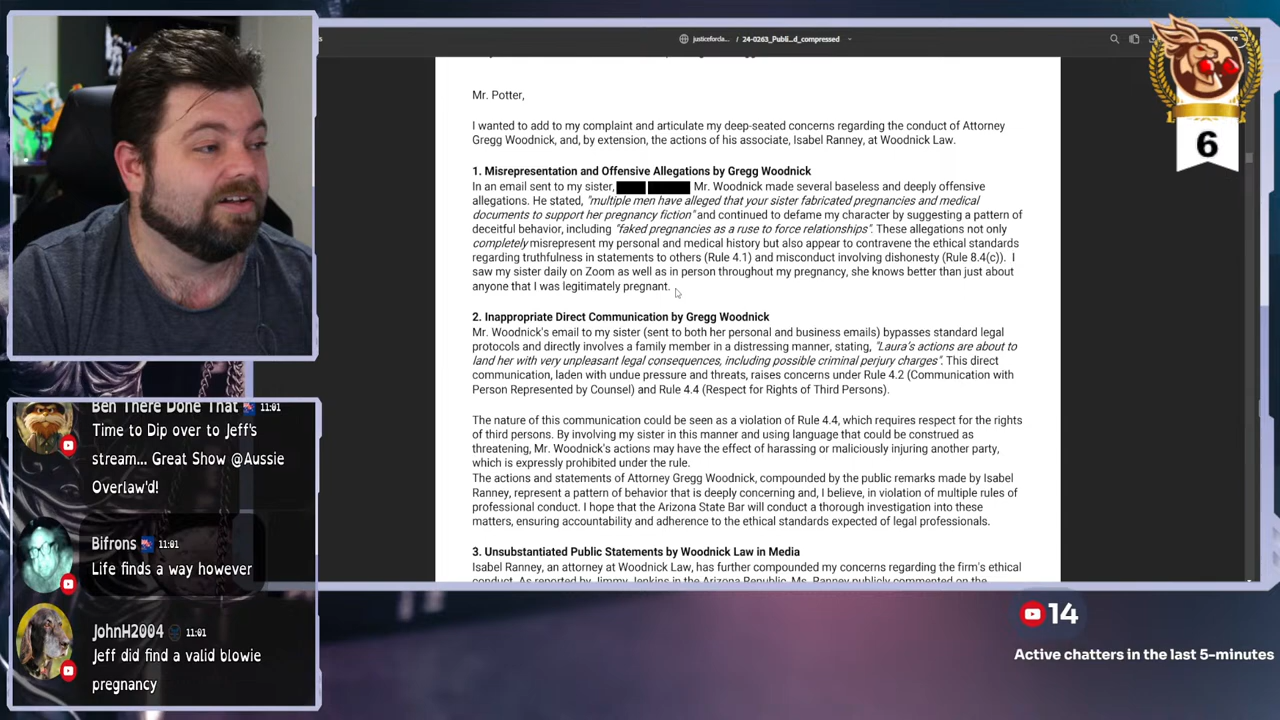 justiceforcla... / 24-0263_Publi...d_compressed
Mr. Potter,
I wanted to add to my complaint and articulate my deep-seated concerns regarding the conduct of Attorney
Gregg Woodnick, and, by extension, the actions of his associate, Isabel Ranney, at Woodnick Law.
1. Misrepresentation and Offensive Allegations by Gregg Woodnick
In an email sent to my sister, Mr. Woodnick made several baseless and deeply offensive
allegations. He stated, "multiple men have alleged that your sister fabricated pregnancies and medical
documents to support her pregnancy fiction" and continued to defame my character by suggesting a pattern of
deceitful behavior, including "faked pregnancies as a ruse to force relationships". These allegations not only
completely misrepresent my personal and medical history but also appear to contravene the ethical standards
regarding truthfulness in statements to others (Rule 4.1) and misconduct involving dishonesty (Rule 8.4(c)). I
saw my sister daily on Zoom as well as in person throughout my pregnancy, she knows better than just about
anyone that I was legitimately pregnant.
2. Inappropriate Direct Communication by Gregg Woodnick
Mr. Woodnick's email to my sister (sent to both her personal and business emails) bypasses standard legal
protocols and directly involves a family member in a distressing manner, stating, "Laura's actions are about to
land her with very unpleasant legal consequences, including possible criminal perjury charges". This direct
communication, laden with undue pressure and threats, raises concerns under Rule 4.2 (Communication with
Person Represented by Counsel) and Rule 4.4 (Respect for Rights of Third Persons).
The nature of this communication could be seen as a violation of Rule 4.4, which requires respect for the rights
of third persons. By involving my sister in this manner and using language that could be construed as
threatening, Mr. Woodnick's actions may have the effect of harassing or maliciously injuring another party,
which is expressly prohibited under the rule.
The actions and statements of Attorney Gregg Woodnick, compounded by the public remarks made by Isabel
Ranney, represent a pattern of behavior that is deeply concerning and, I believe, in violation of multiple rules of
professional conduct. I hope that the Arizona State Bar will conduct a thorough investigation into these
matters, ensuring accountability and adherence to the ethical standards expected of legal professionals.
3. Unsubstantiated Public Statements by Woodnick Law in Media
Isabel Ranney, an attorney at Woodnick Law, has further compounded my concerns regarding the firm's ethical
conduct. As reported by Jimmy Jenkins in the Arizona Republic, Ms. Ranney publicly commented on the
6
Ben There Done That 11:01
Time to Dip over to Jeff's
stream... Great Show @Aussie
Overlaw'd!
Bifrons 11:01
Life finds a way however
JohnH2004 11:01
Jeff did find a valid blowie
pregnancy
14
Active chatters in the last 5-minutes